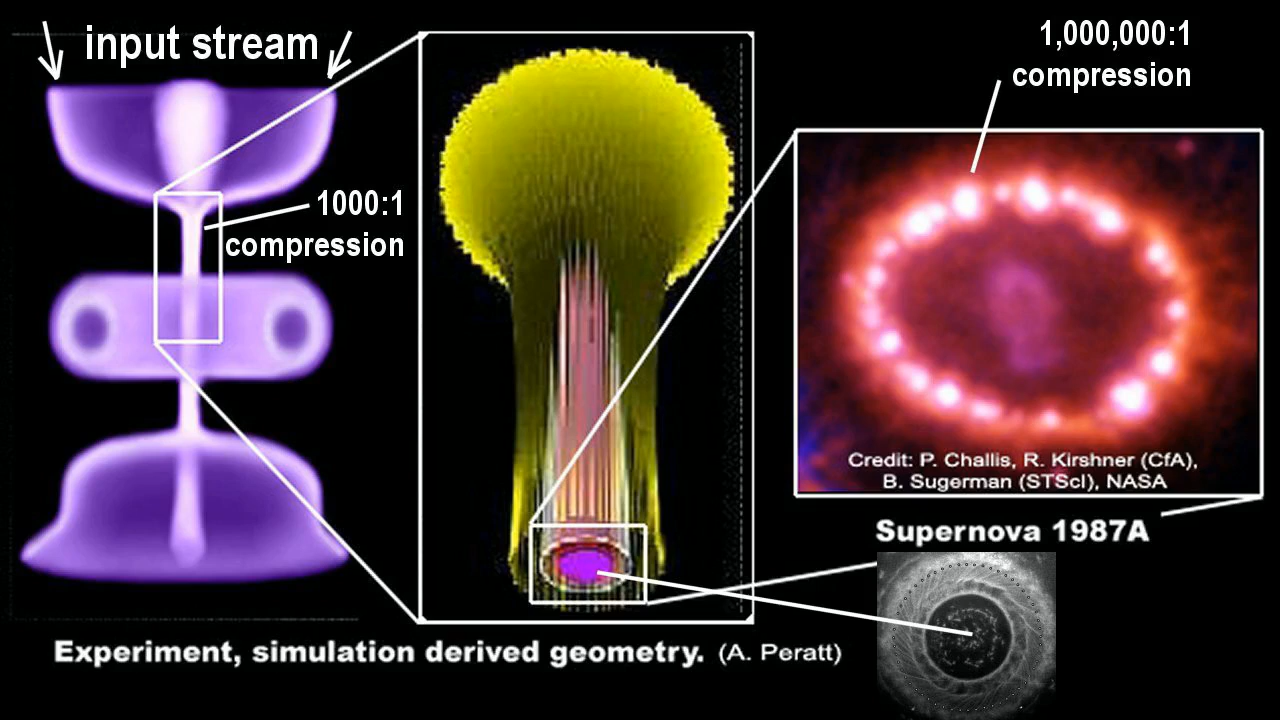 input stream
1000:1
compression
1,000,000:1
compression
Credit: P. Challis, R. Kirshner (CfA),
B. Sugerman (STScI), NASA
Supernova 1987A
Experiment, simulation derived geometry. (A. Peratt)